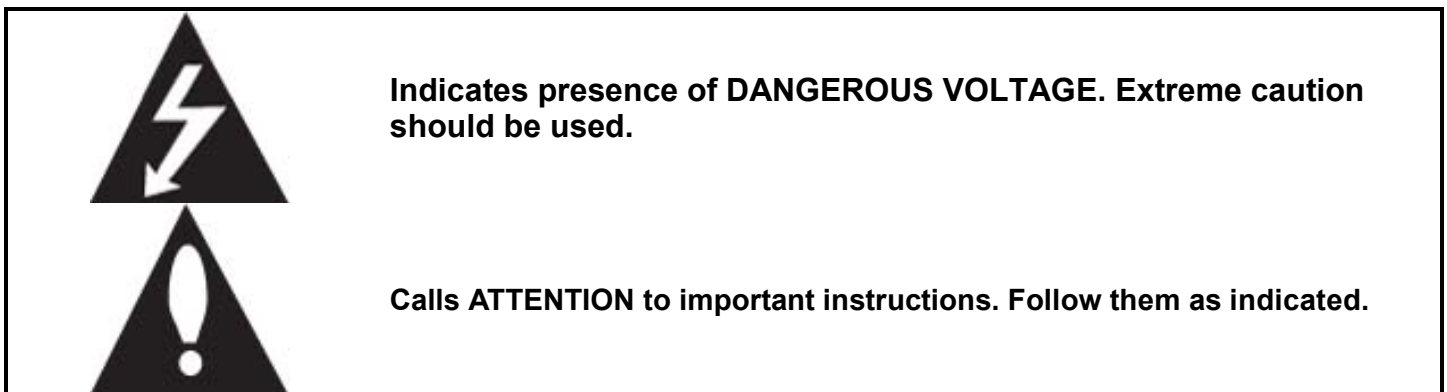 Indicates presence of DANGEROUS VOLTAGE. Extreme caution
should be used.
Calls ATTENTION to important instructions. Follow them as indicated.